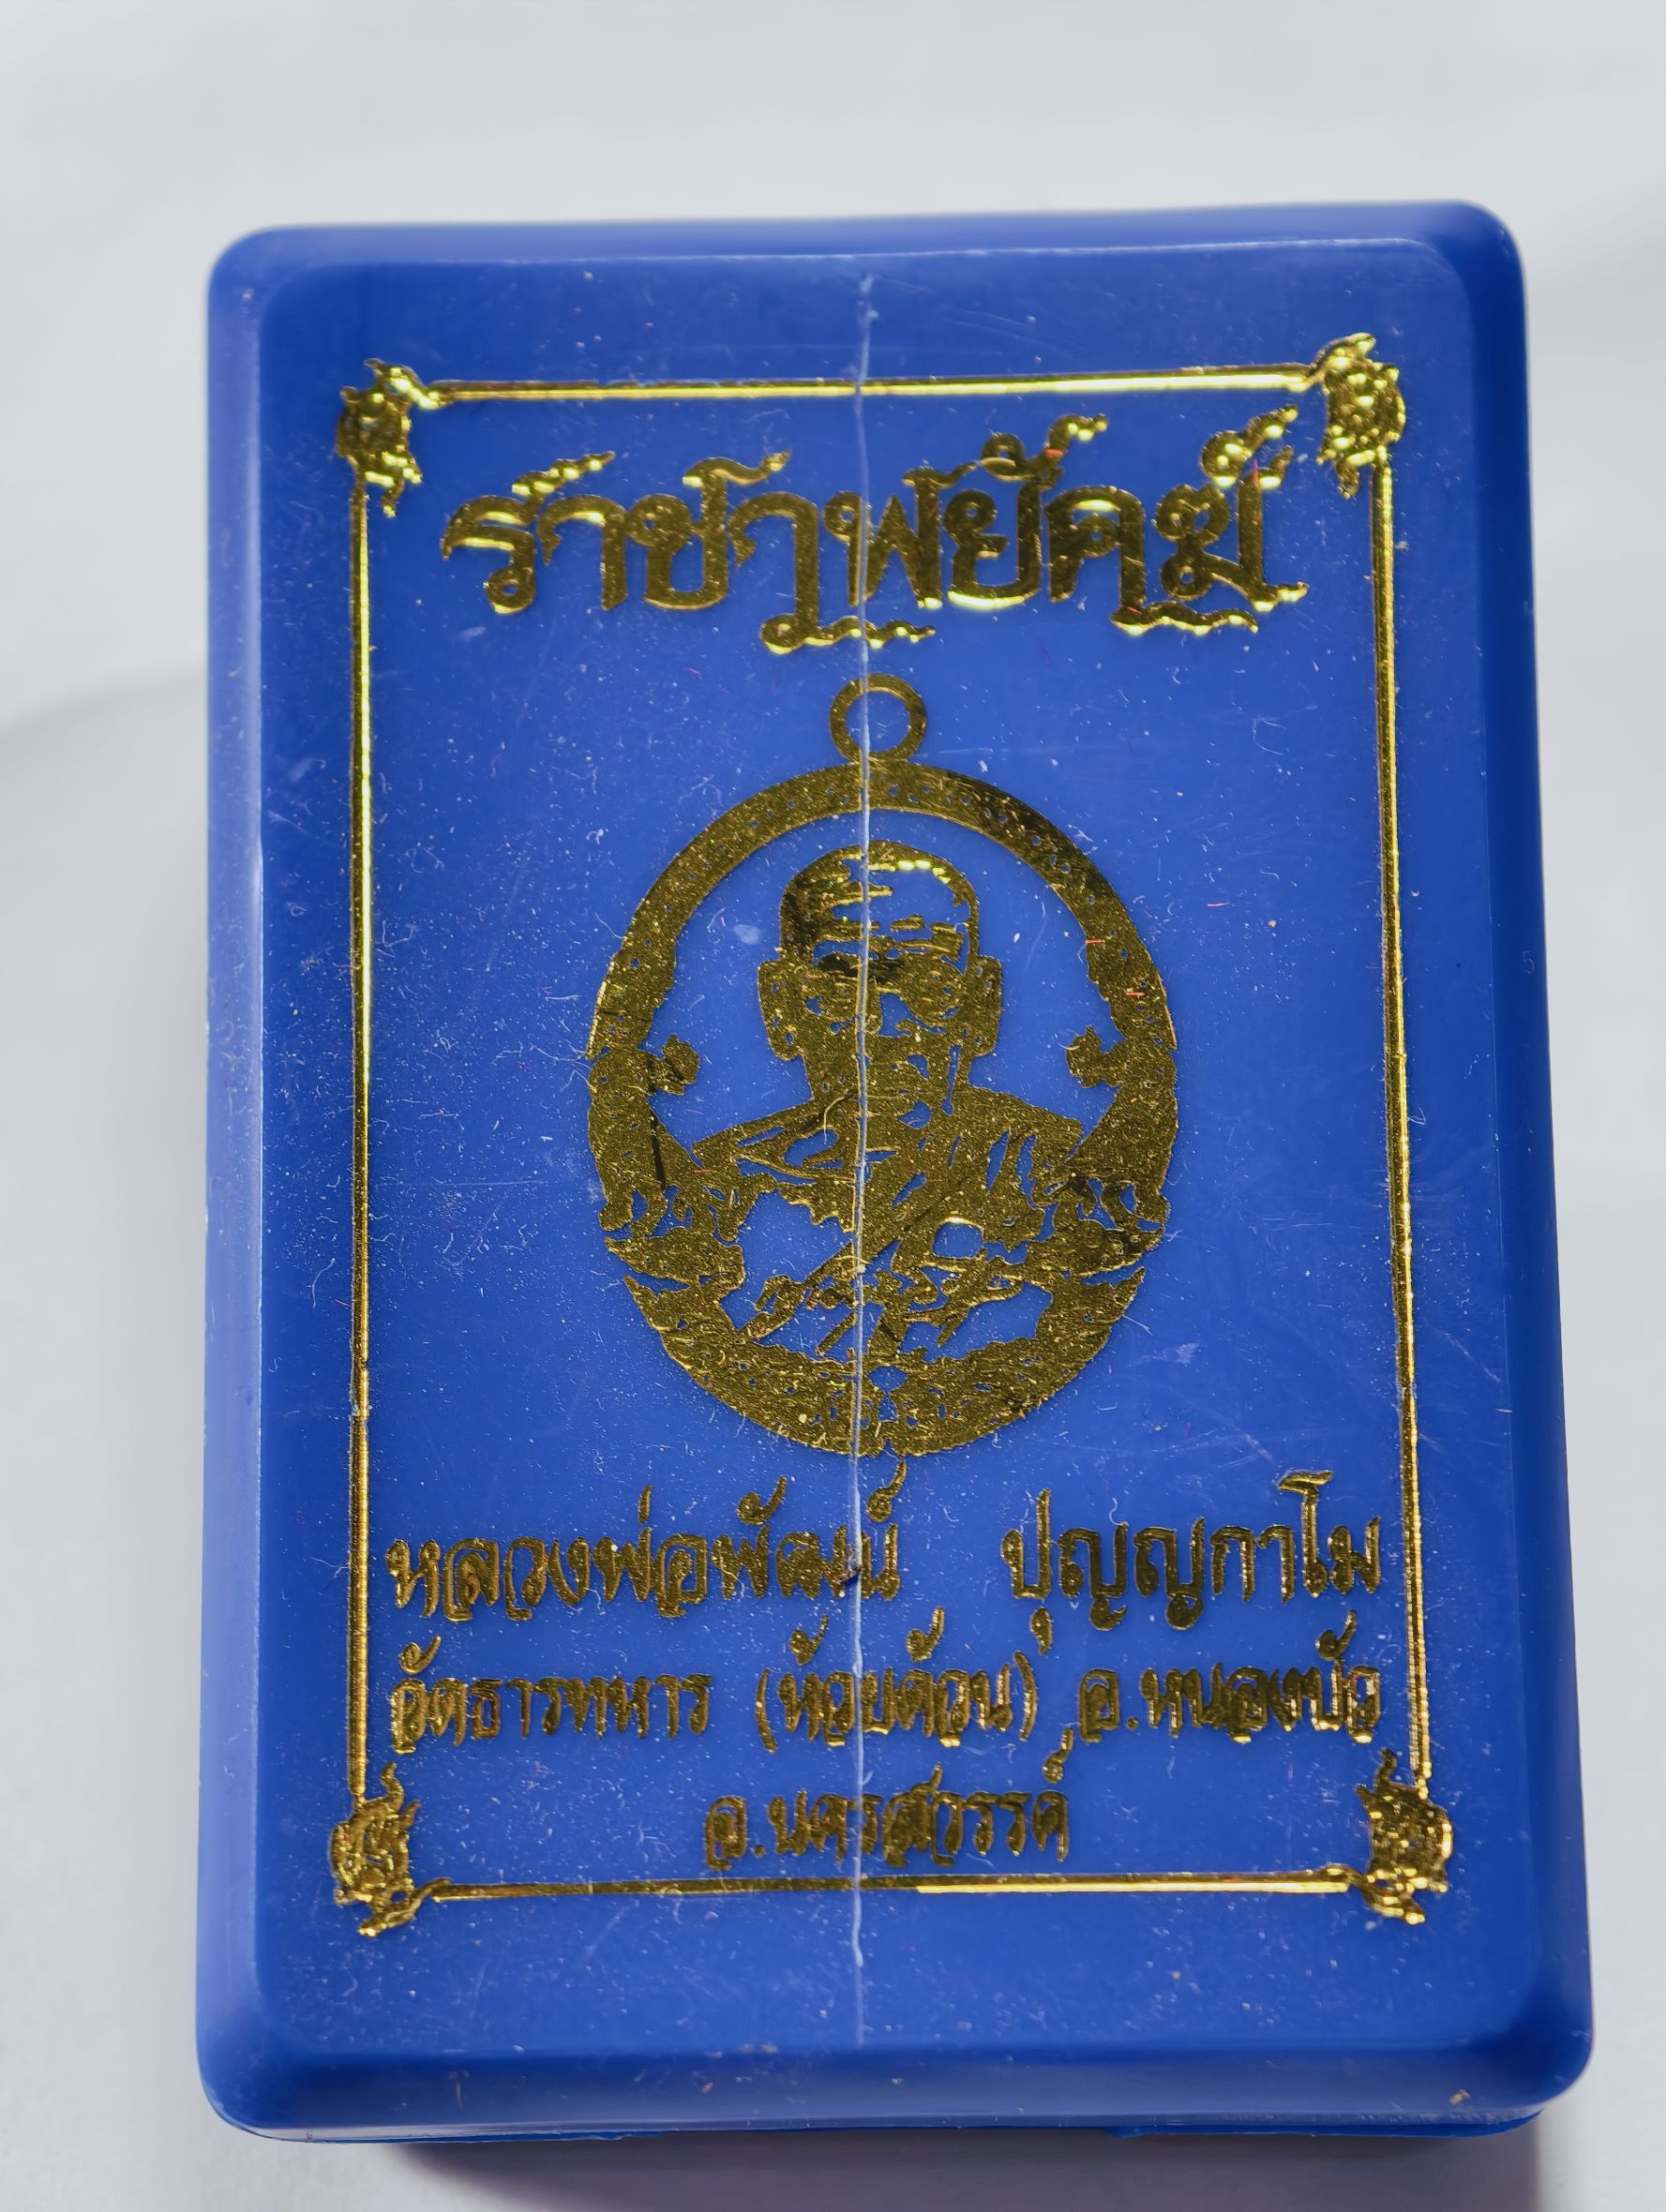 ราชาพยัคฆ์
หลวงพ่อพัฒน์ ปุญญกาโม
วัดธารทหาร (ห้วยด้วน) อ.หนองบัว
จ.นครสวรรค์